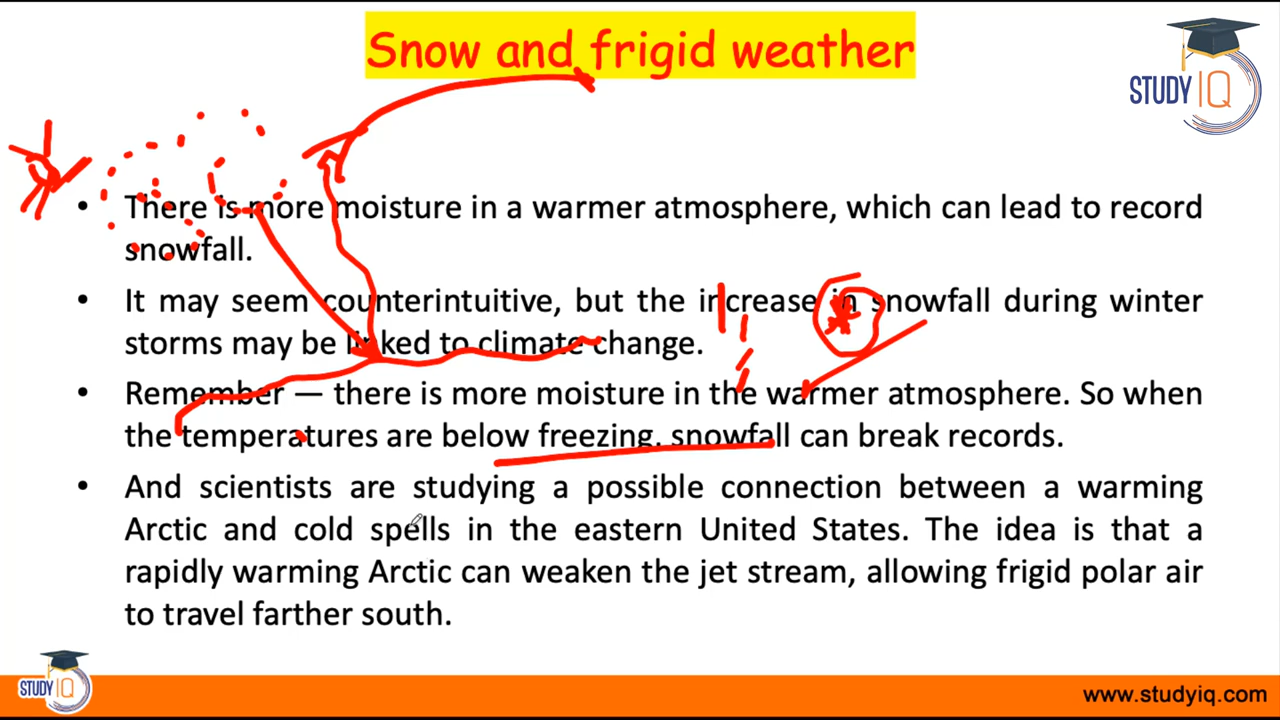 Snow and frigid weather
STUDY IQ
There is more moisture in a warmer atmosphere, which can lead to record
snowfall.
It may seem counterintuitive, but the increase in snowfall during winter
storms may be linked to climate change.
Remember — there is more moisture in the warmer atmosphere. So when
the temperatures are below freezing, snowfall can break records.
And scientists are studying a possible connection between a warming
Arctic and cold spells in the eastern United States. The idea is that a
rapidly warming Arctic can weaken the jet stream, allowing frigid polar air
to travel farther south.
STUDY IQ
www.studyiq.com